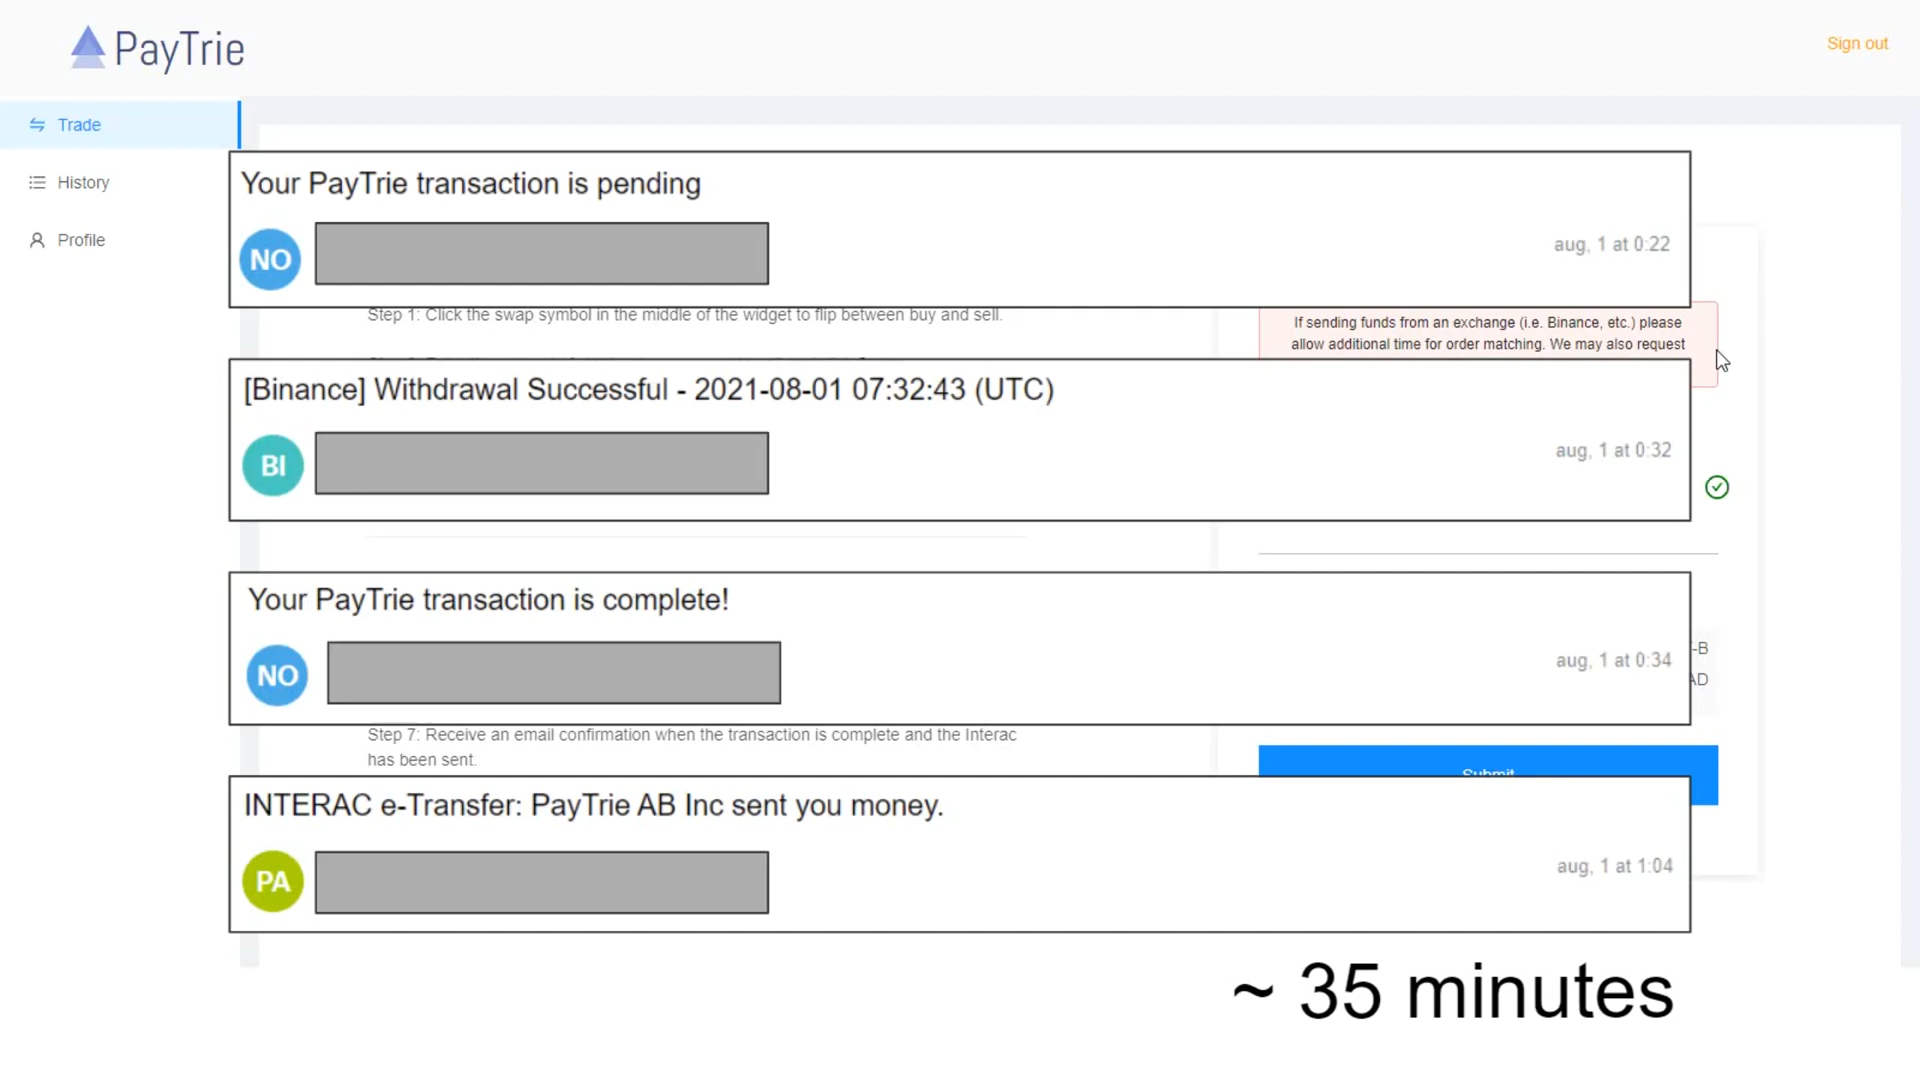 PayTrie
Sign out
Trade
History
Profile
Your PayTrie transaction is pending
NO
aug, 1 at 0:22
Step 1: Click the swap symbol in the middle of the widget to flip between buy and sell.
If sending funds from an exchange (i.e. Binance, etc.) please
allow additional time for order matching. We may also request
[Binance] Withdrawal Successful - 2021-08-01 07:32:43 (UTC)
BI
aug, 1 at 0:32
Your PayTrie transaction is complete!
NO
aug, 1 at 0:34
-B
AD
Step 7: Receive an email confirmation when the transaction is complete and the Interac
has been sent.
Submit
INTERAC e-Transfer: PayTrie AB Inc sent you money.
PA
aug, 1 at 1:04
~ 35 minutes